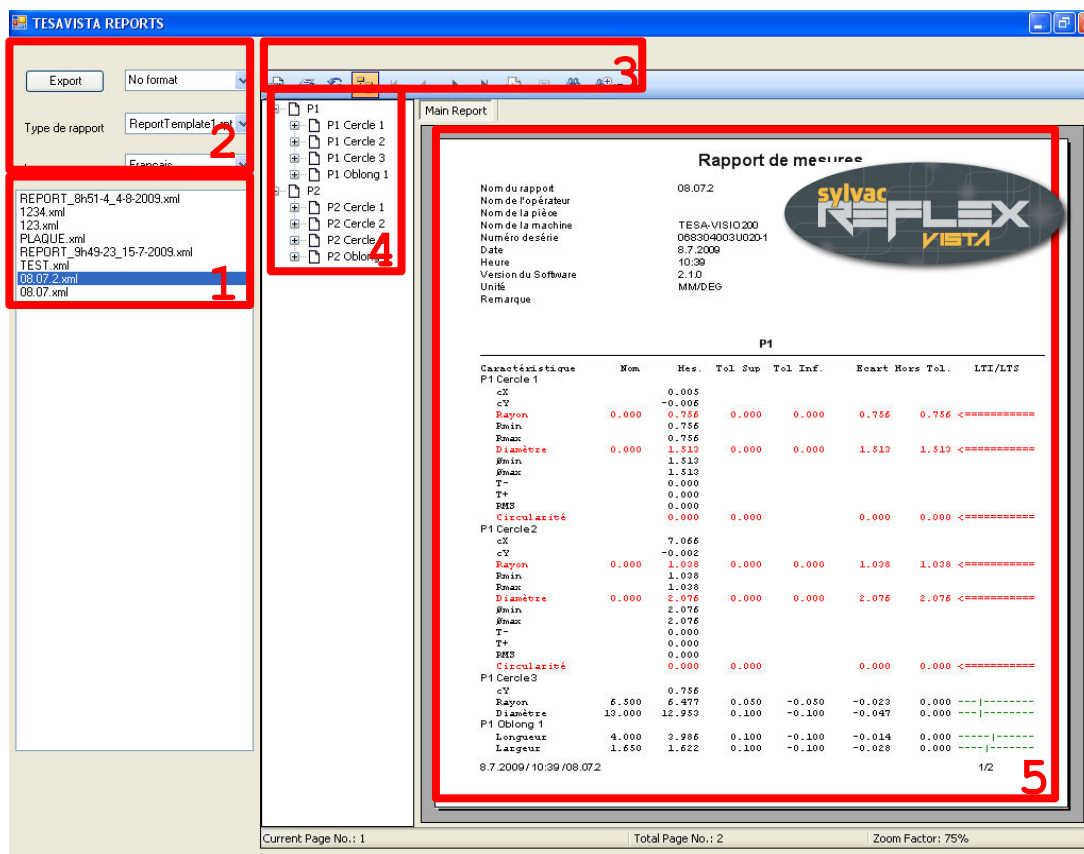 TESAVISTA REPORTS
Export No format
Type de rapport ReportTemplate1.rpt
Français
2
3
REPORT_8h51-4_4-8-2009.xml
1234.xml
123.xml
PLAQUE.xml
REPORT_9h49-23_15-7-2009.xml
TEST.xml
08.07.2.xml
08.07.xml
1
P1
P1 Cercle 1
P1 Cercle 2
P1 Cercle 3
P1 Oblong 1
P2
P2 Cercle 1
P2 Cercle 2
P2 Cercle
P2 Oblong
4
Main Report
Rapport de mesures
sylvac
REFLEX
VISTA
Nom du rapport 08.07.2
Nom de l'opérateur
Nom de la pièce
Nom de la machine TESA-VISIO200
Numéro de série 068304003U020-1
Date 8.7.2009
Heure 10:39
Version du Software 2.1.0
Unité MM/DEG
Remarque
P1
Caractéristique Nom Mes. Tol Sup Tol Inf. Ecart Hors Tol. LTI/LTS
P1 Cercle 1
cX 0.005
cY -0.006
Rayon 0.000 0.756 0.000 0.000 0.756 0.756 <===========
Rmin 0.756
Rmax 0.756
Diamètre 0.000 1.513 0.000 0.000 1.513 1.513 <===========
Ømin 1.513
Ømax 1.513
T- 0.000
T+ 0.000
RMS 0.000
Circularité 0.000 0.000 0.000 0.000 <===========
P1 Cercle2
cX 7.066
cY -0.002
Rayon 0.000 1.038 0.000 0.000 1.038 1.038 <===========
Rmin 1.038
Rmax 1.038
Diamètre 0.000 2.076 0.000 0.000 2.076 2.076 <===========
Ømin 2.076
Ømax 2.076
T- 0.000
T+ 0.000
RMS 0.000
Circularité 0.000 0.000 0.000 0.000 <===========
P1 Cercle3
cY 0.756
Rayon 6.500 6.477 0.050 -0.050 -0.023 0.000 ---|--------
Diamètre 13.000 12.953 0.100 -0.100 -0.047 0.000 ---|--------
P1 Oblong 1
Longueur 4.000 3.986 0.100 -0.100 -0.014 0.000 -----|------
Largeur 1.650 1.622 0.100 -0.100 -0.028 0.000 ----|-------
8.7.2009/ 10:39 /08.07.2 1/2
5
Current Page No.: 1 Total Page No.: 2 Zoom Factor: 75%